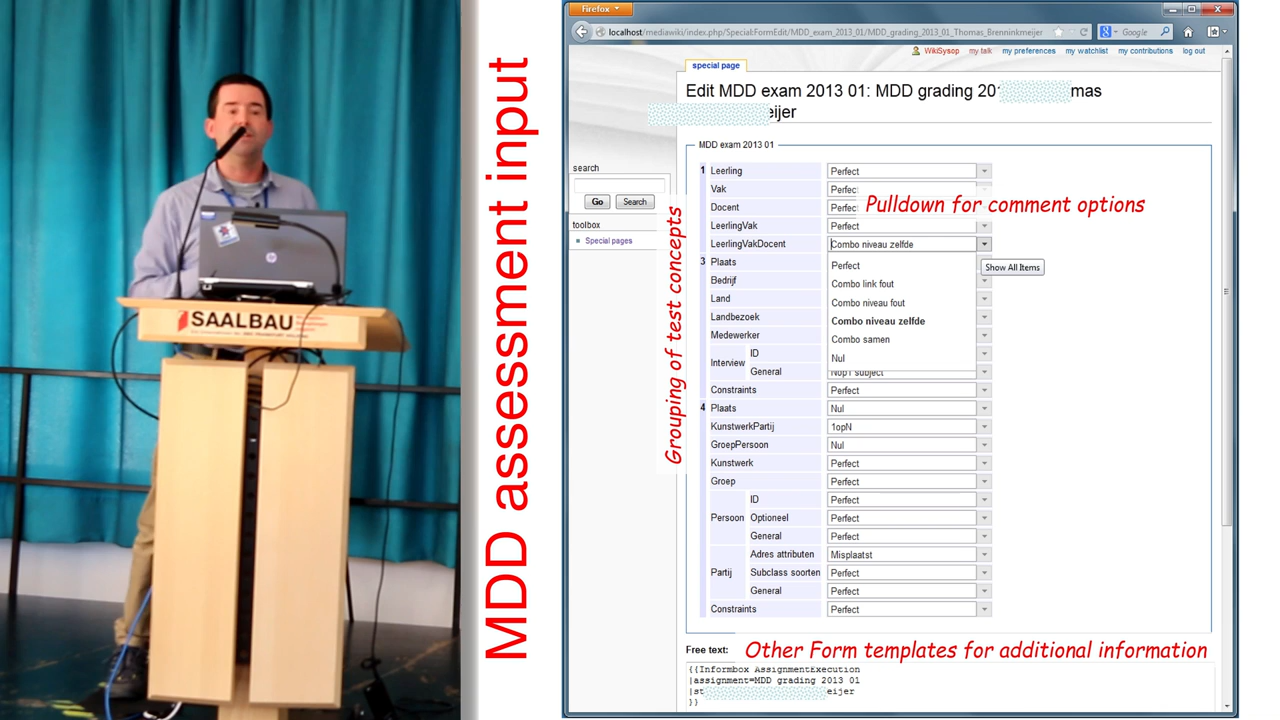 SAALBAU
hp
MDD assessment input
Firefox
localhost/mediawiki/index.php/Special:FormEdit/MDD_exam_2013_01/MDD_grading_2013_01_Thomas_Brenninkmeijer
Google
WikiSysop my talk my preferences my watchlist my contributions log out
special page
Edit MDD exam 2013 01: MDD grading 20 mas
eijer
search
Go Search
toolbox
Special pages
Grouping of test concepts
MDD exam 2013 01
1 Leerling Perfect
Vak Perfec
Docent Perfec
Pulldown for comment options
LeerlingVak Perfect
LeerlingVakDocent Combo niveau zelfde
Show All Items
Perfect
Combo link fout
Combo niveau fout
Combo niveau zelfde
Combo samen
Nul
3 Plaats
Bedrijf
Land
Landbezoek
Medewerker
Interview ID
General Nop1 subject
Constraints Perfect
4 Plaats Nul
KunstwerkPartij 1opN
GroepPersoon Nul
Kunstwerk Perfect
Groep Perfect
Persoon ID Perfect
Optioneel Perfect
General Perfect
Partij Adres attributen Misplaatst
Subclass soorten Perfect
General Perfect
Constraints Perfect
Free text:
Other Form templates for additional information
{{Informbox AssignmentExecution
|assignment=MDD grading 2013 01
|st eijer
}}